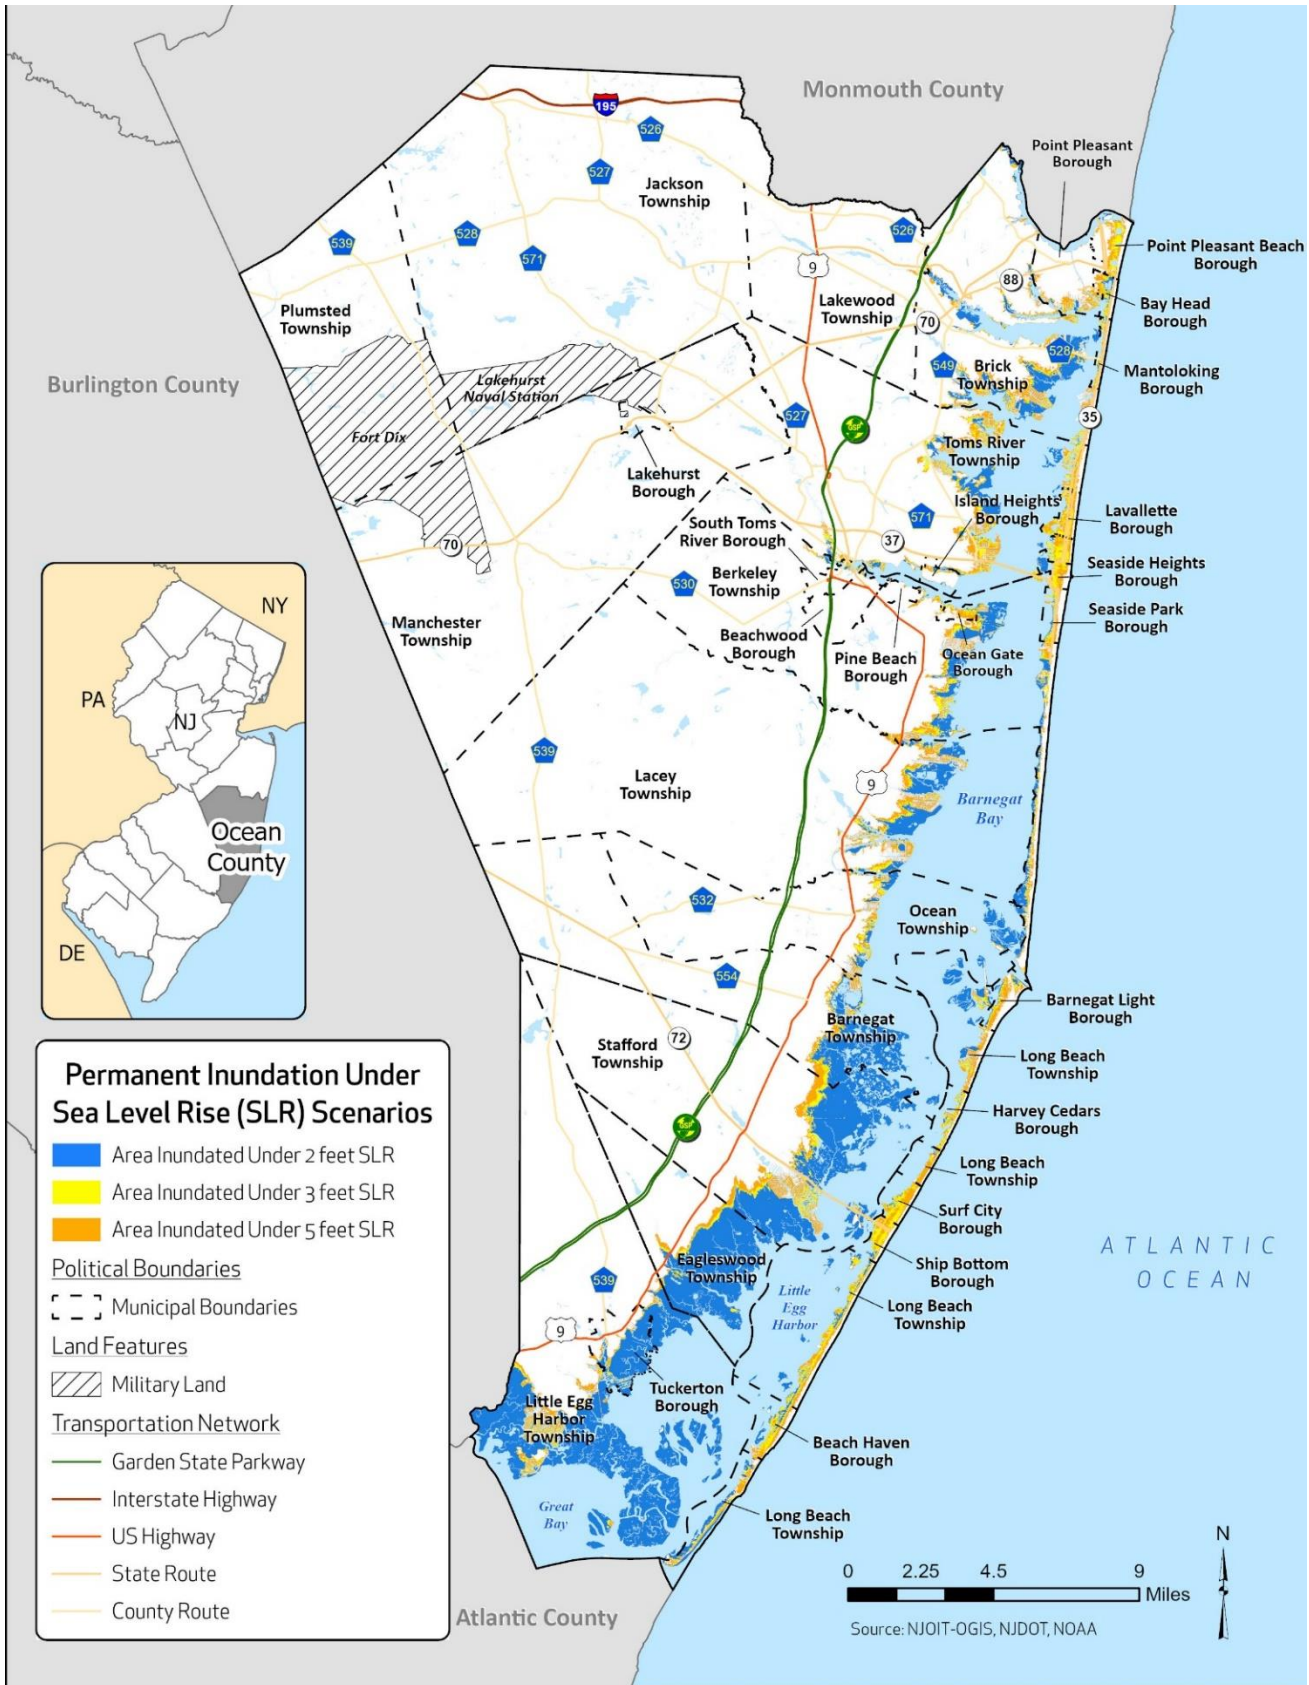 Monmouth County
Point Pleasant
Borough
195
526
527
Jackson
Township
539
528
571
526
9
88
Point Pleasant Beach
Borough
Plumsted
Township
Lakewood
Township
70
Bay Head
Borough
Burlington County
Lakehurst
Naval Station
549
Brick
Township
528
Mantoloking
Borough
Fort Dix
527
GSP
35
Toms River
Township
Lakehurst
Borough
Island Heights
Borough
571
Lavallette
Borough
South Toms
River Borough
37
70
Seaside Heights
Borough
530
Berkeley
Township
Seaside Park
Borough
Manchester
Township
Beachwood
Borough
Pine Beach
Borough
Ocean Gate
Borough
NY
PA
NJ
Ocean
County
DE
539
Lacey
Township
9
Barnegat
Bay
532
Ocean
Township
554
Barnegat Light
Borough
Barnegat
Township
Stafford
Township
72
Long Beach
Township
Harvey Cedars
Borough
GSP
Long Beach
Township
Surf City
Borough
ATLANTIC
OCEAN
Eagleswood
Township
Ship Bottom
Borough
539
Little
Egg
Harbor
Long Beach
Township
9
Tuckerton
Borough
Little Egg
Harbor
Township
Beach Haven
Borough
Great
Bay
Long Beach
Township
Atlantic County
Permanent Inundation Under
Sea Level Rise (SLR) Scenarios
Area Inundated Under 2 feet SLR
Area Inundated Under 3 feet SLR
Area Inundated Under 5 feet SLR
Political Boundaries
Municipal Boundaries
Land Features
Military Land
Transportation Network
Garden State Parkway
Interstate Highway
US Highway
State Route
County Route
N
0 2.25 4.5 9
Miles
Source: NJOIT-OGIS, NJDOT, NOAA